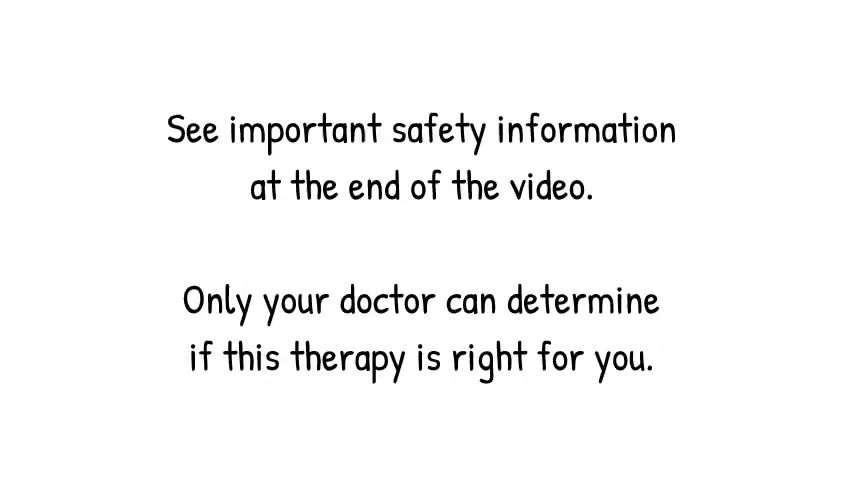 See important safety information
at the end of the video.
Only your doctor can determine
if this therapy is right for you.